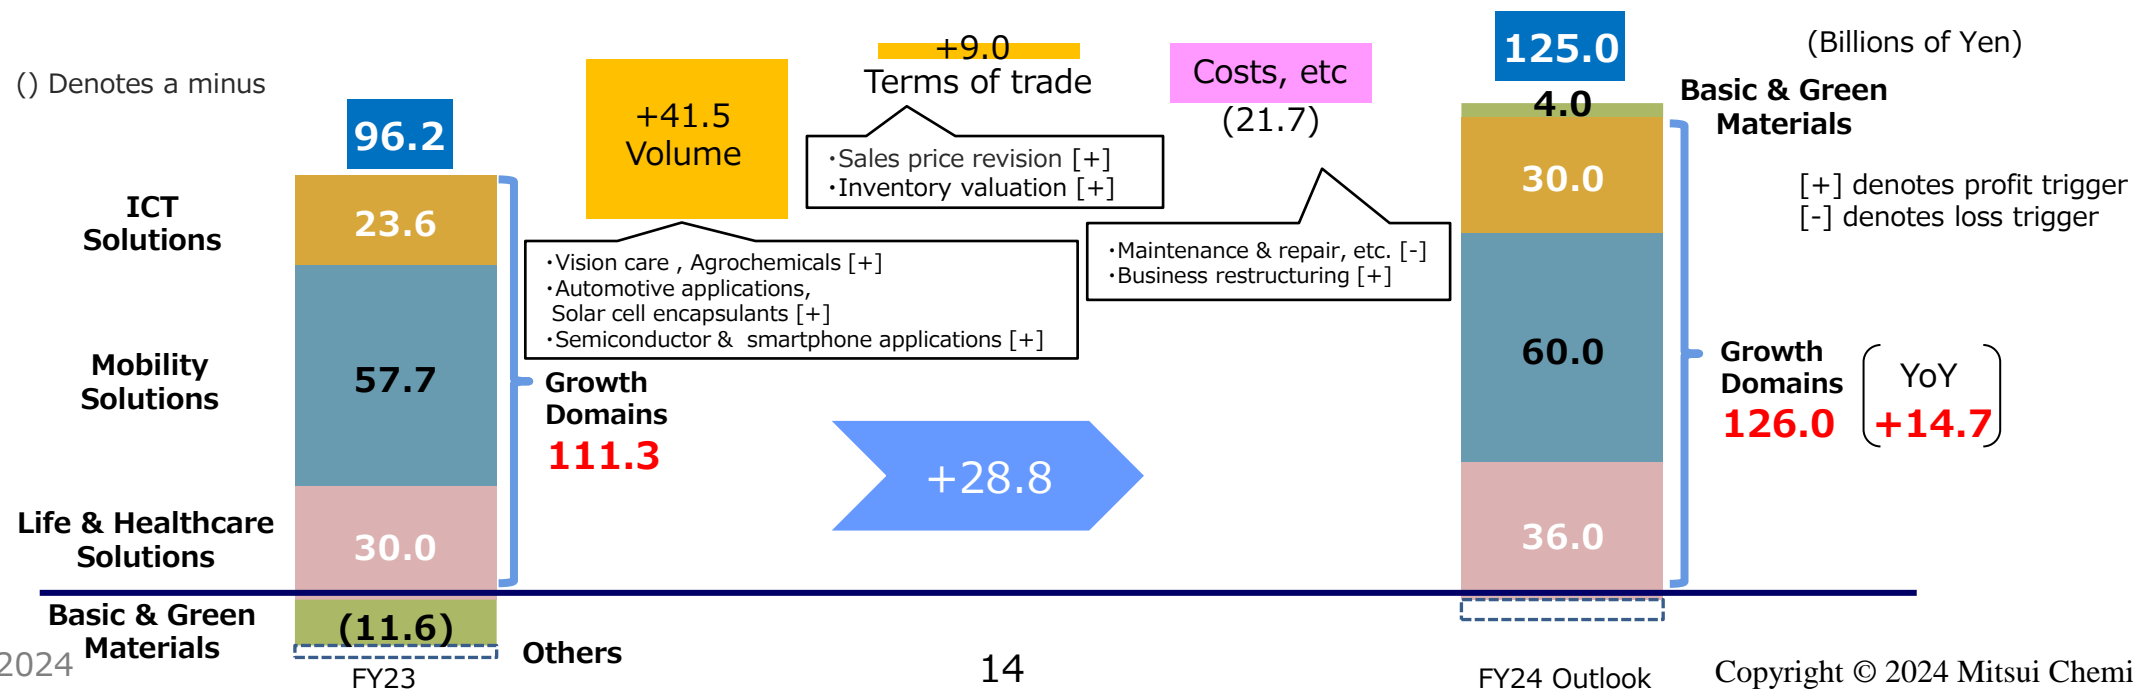 () Denotes a minus
96.2
ICT
Solutions
23.6
Mobility
Solutions
57.7
Life & Healthcare
Solutions
30.0
Basic & Green
Materials
(11.6)
Others
FY23
Growth
Domains
111.3
+41.5
Volume
・Vision care , Agrochemicals [+]
・Automotive applications,
Solar cell encapsulants [+]
・Semiconductor & smartphone applications [+]
+9.0
Terms of trade
・Sales price revision [+]
・Inventory valuation [+]
Costs, etc
(21.7)
・Maintenance & repair, etc. [-]
・Business restructuring [+]
+28.8
125.0
4.0
30.0
60.0
36.0
FY24 Outlook
(Billions of Yen)
Basic & Green
Materials
[+] denotes profit trigger
[-] denotes loss trigger
Growth
Domains
126.0
YoY
+14.7
2024
14
Copyright © 2024 Mitsui Chemi